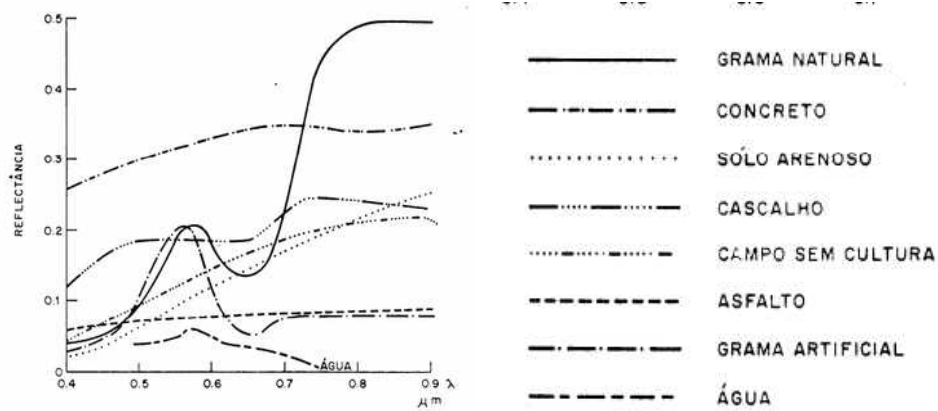 0.5
0.4
0.3
0.2
0.1
0
REFLECTÂNCIA
0.4 0.5 0.6 0.7 0.8 0.9 λ
μm
ÁGUA
GRAMA NATURAL
CONCRETO
SÓLO ARENOSO
CASCALHO
CAMPO SEM CULTURA
ASFALTO
GRAMA ARTIFICIAL
ÁGUA